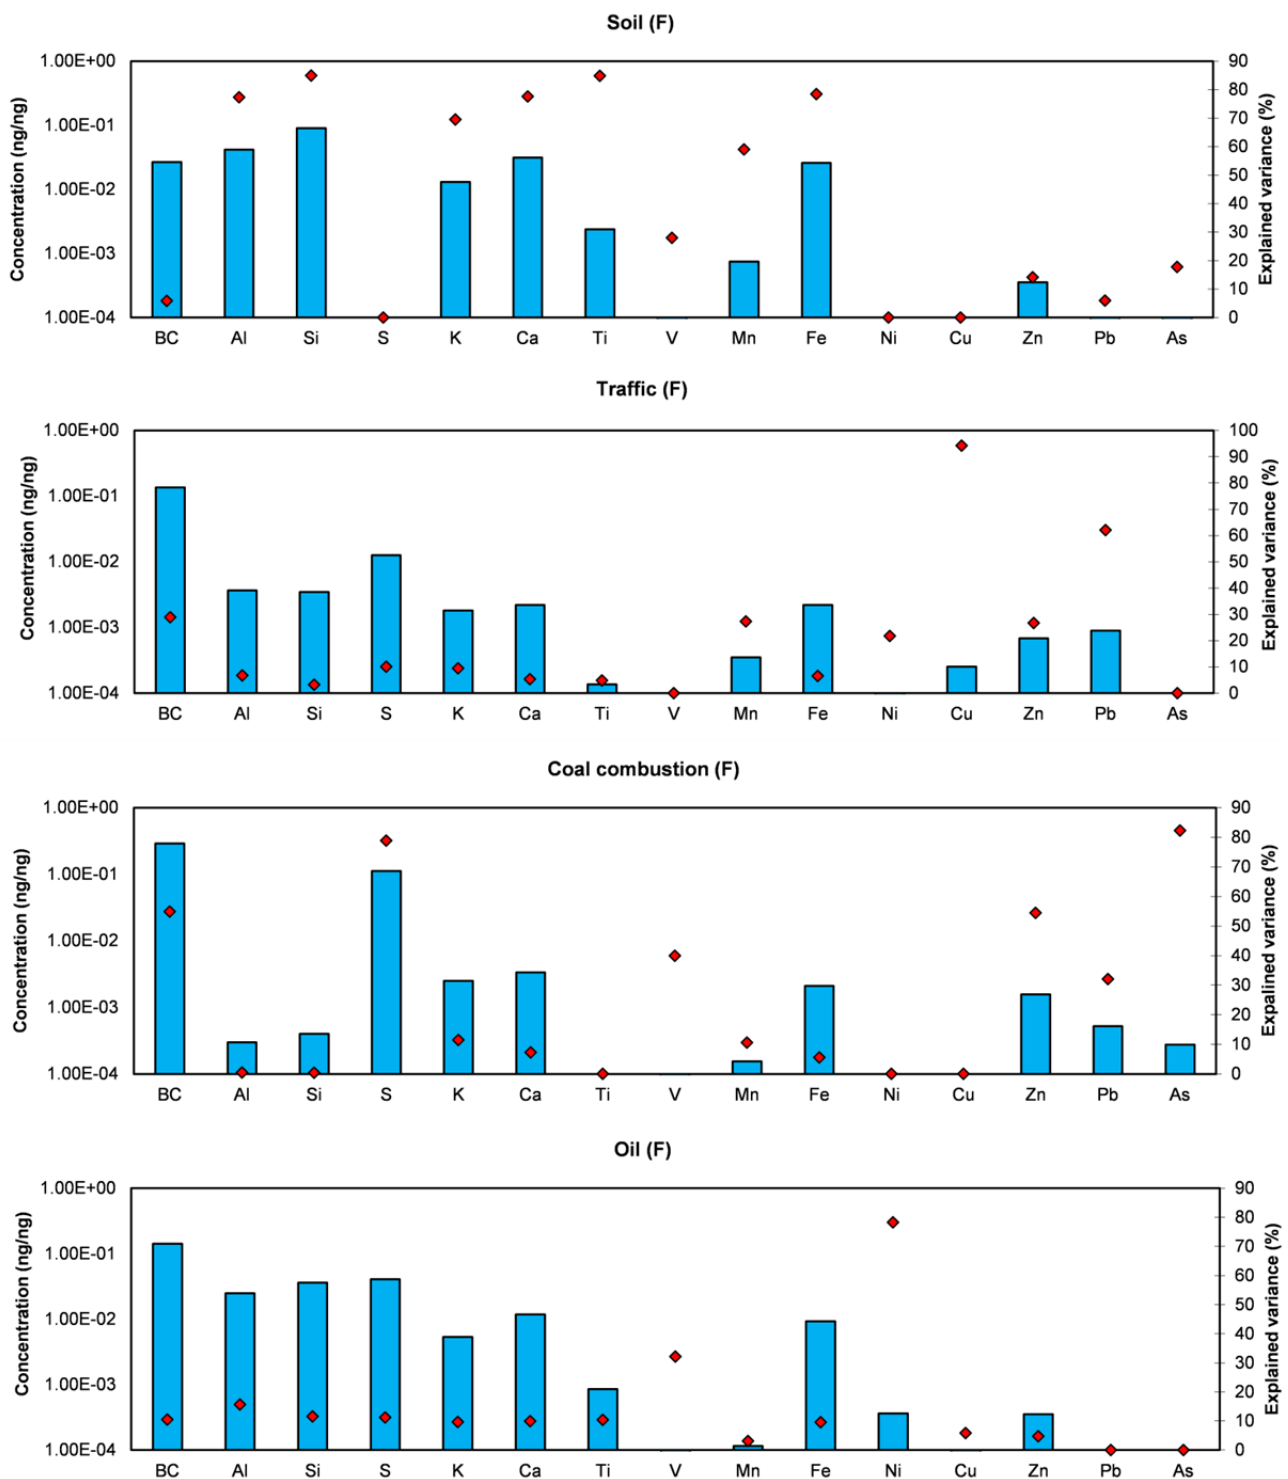 Soil (F)
Concentration (ng/ng)
1.00E+00
1.00E-01
1.00E-02
1.00E-03
1.00E-04
90
80
70
60
50
40
30
20
10
0
Explained variance (%)
BC Al Si S K Ca Ti V Mn Fe Ni Cu Zn Pb As
Traffic (F)
Concentration (ng/ng)
1.00E+00
1.00E-01
1.00E-02
1.00E-03
1.00E-04
100
90
80
70
60
50
40
30
20
10
0
Explained variance (%)
BC Al Si S K Ca Ti V Mn Fe Ni Cu Zn Pb As
Coal combustion (F)
Concentration (ng/ng)
1.00E+00
1.00E-01
1.00E-02
1.00E-03
1.00E-04
90
80
70
60
50
40
30
20
10
0
Expalined variance (%)
BC Al Si S K Ca Ti V Mn Fe Ni Cu Zn Pb As
Oil (F)
Concentration (ng/ng)
1.00E+00
1.00E-01
1.00E-02
1.00E-03
1.00E-04
90
80
70
60
50
40
30
20
10
0
Explained variance (%)
BC Al Si S K Ca Ti V Mn Fe Ni Cu Zn Pb As